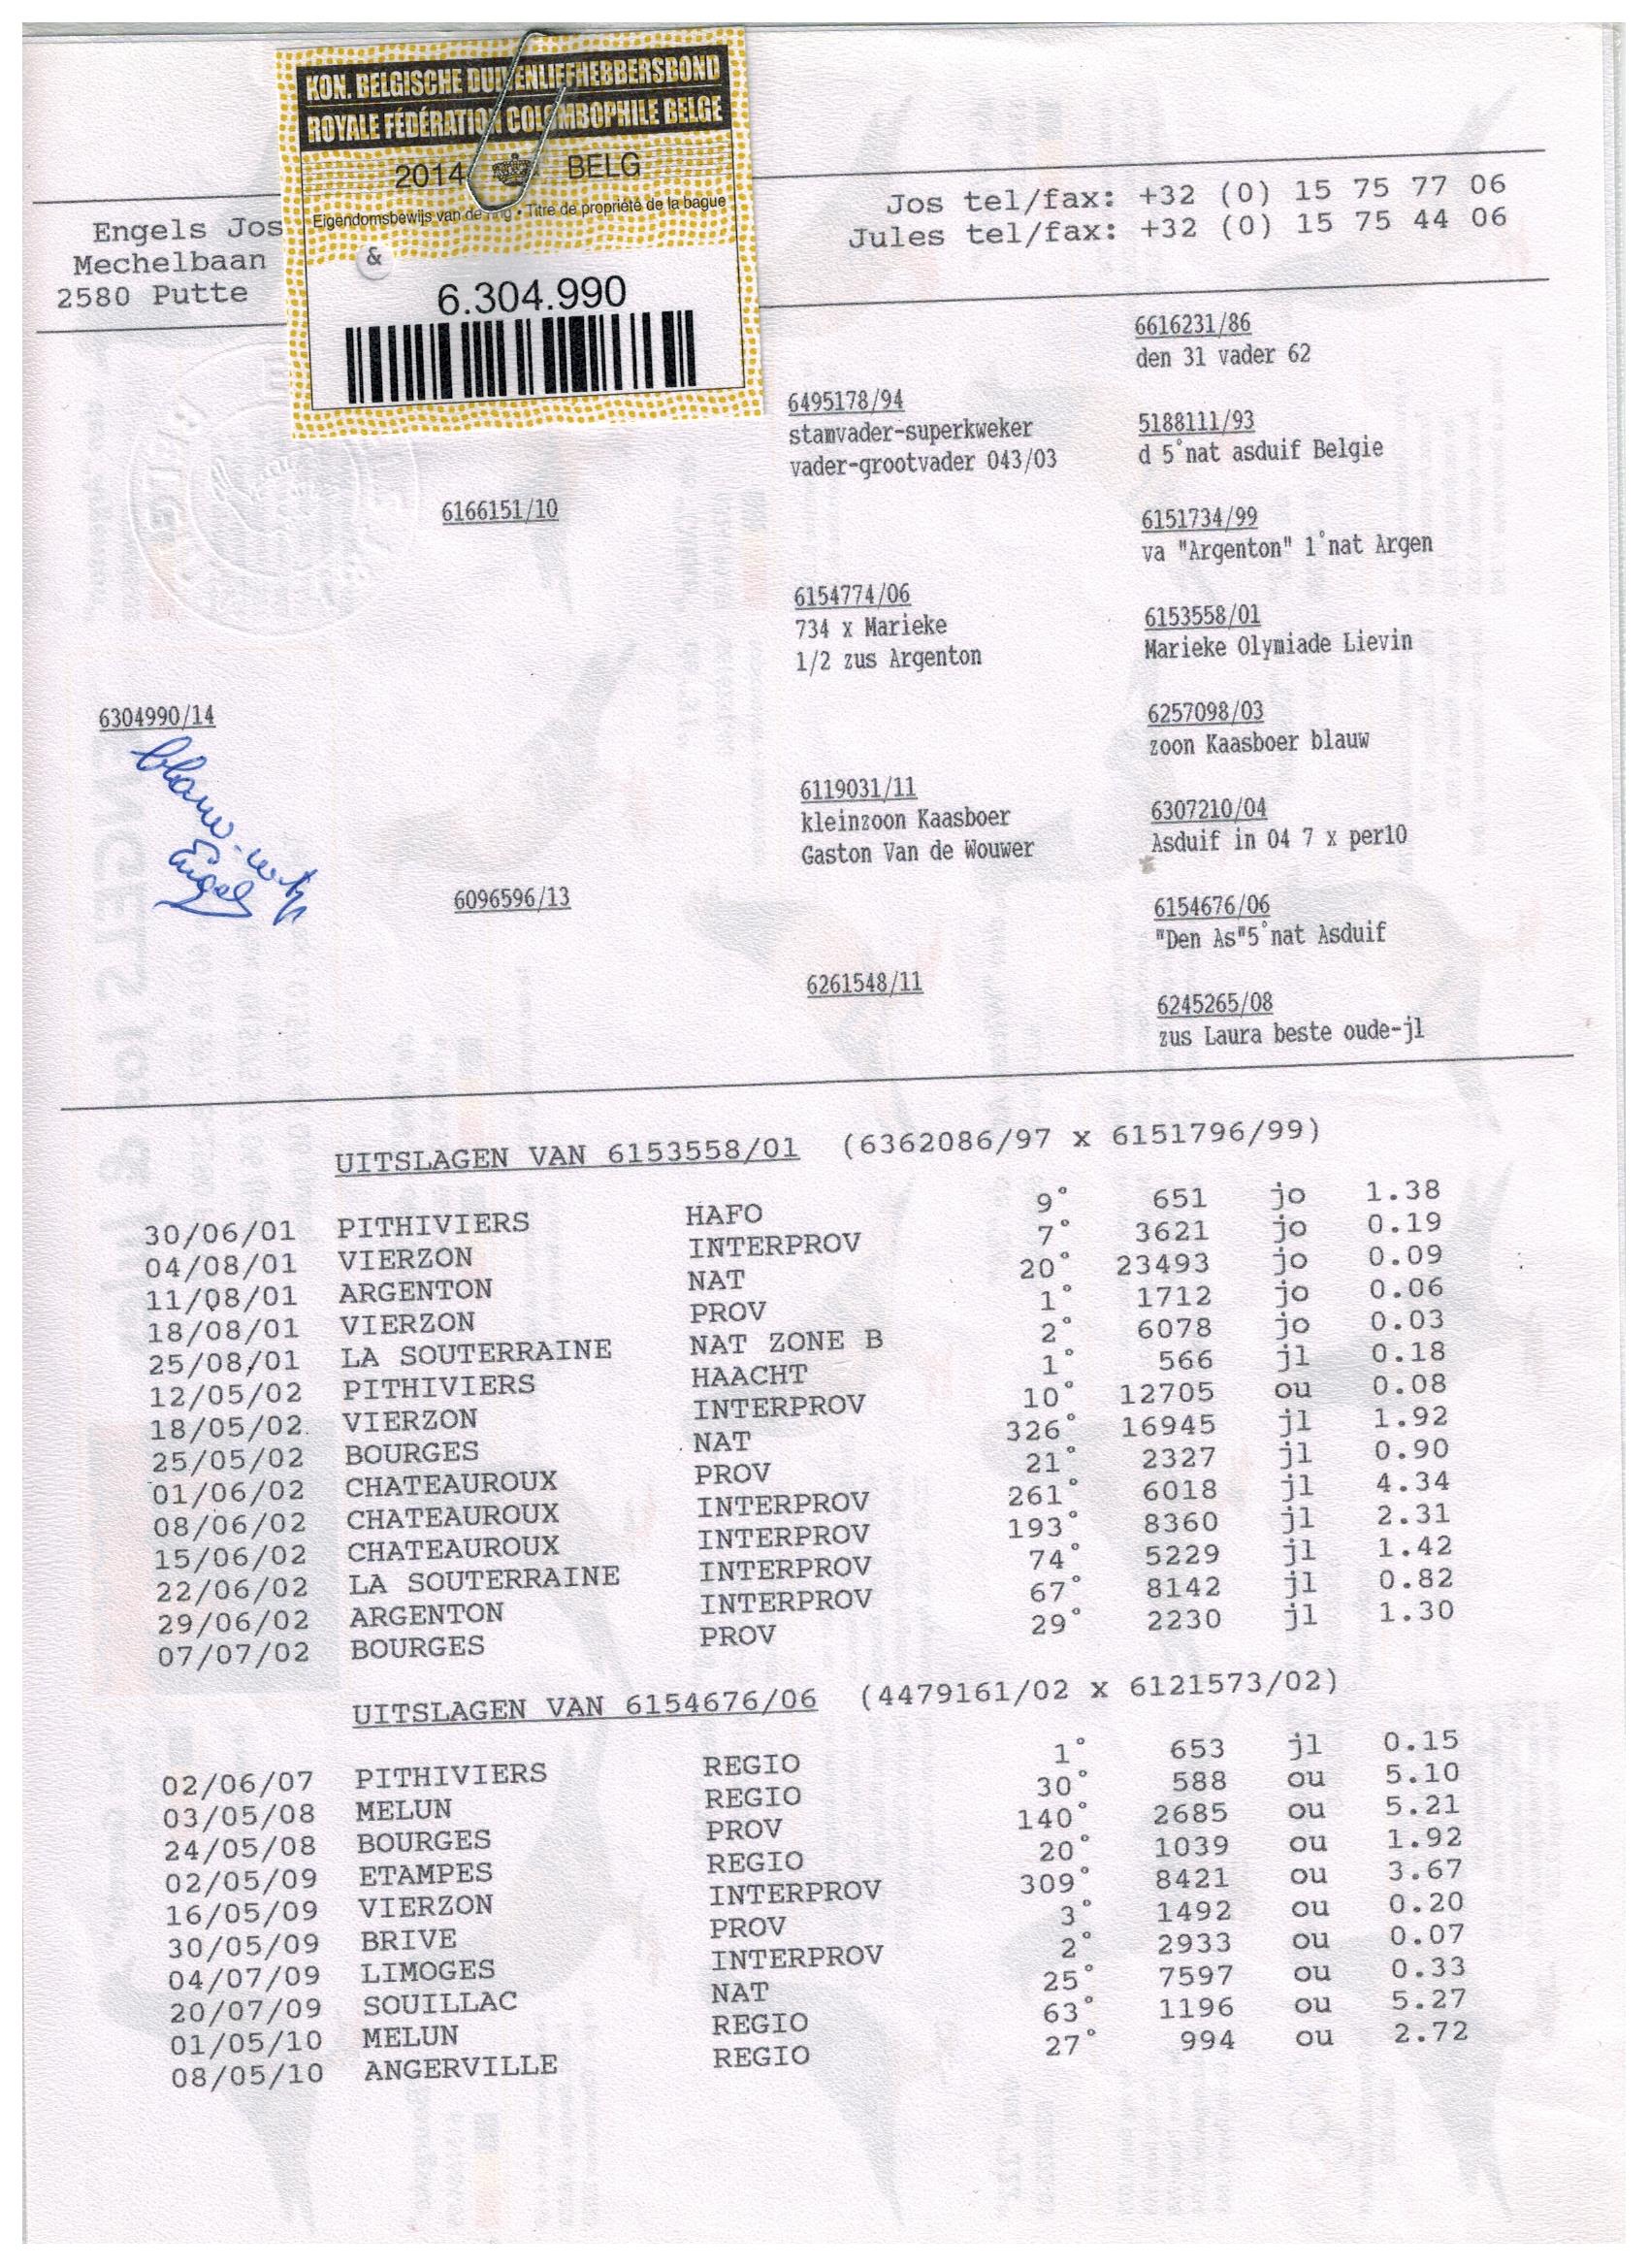 KON. BELGISCHE DUIVENLIEFHEBBERSBOND
ROYALE FÉDÉRATION COLOMBOPHILE BELGE
2014 BELG
Eigendomsbewijs van de ring • Titre de propriété de la bague
6.304.990
Engels Jos &
Mechelbaan
2580 Putte
Jos tel/fax: +32 (0) 15 75 77 06
Jules tel/fax: +32 (0) 15 75 44 06
6304990/14
blauw-
Engels
6166151/10
6096596/13
6495178/94
stamvader-superkweker
vader-grootvader 043/03
6154774/06
734 x Marieke
1/2 zus Argenton
6119031/11
kleinzoon Kaasboer
Gaston Van de Wouwer
6261548/11
6616231/86
den 31 vader 62
5188111/93
d 5°nat asduif Belgie
6151734/99
va "Argenton" 1°nat Argen
6153558/01
Marieke Olymiade Lievin
6257098/03
zoon Kaasboer blauw
6307210/04
Asduif in 04 7 x per10
6154676/06
"Den As"5°nat Asduif
6245265/08
zus Laura beste oude-jl
UITSLAGEN VAN 6153558/01 (6362086/97 x 6151796/99)
30/06/01 PITHIVIERS HAFO 9° 651 jo 1.38
04/08/01 VIERZON INTERPROV 7° 3621 jo 0.19
11/08/01 ARGENTON NAT 20° 23493 jo 0.09
18/08/01 VIERZON PROV 1° 1712 jo 0.06
25/08/01 LA SOUTERRAINE NAT ZONE B 2° 6078 jo 0.03
12/05/02 PITHIVIERS HAACHT 1° 566 jl 0.18
18/05/02 VIERZON INTERPROV 10° 12705 ou 0.08
25/05/02 BOURGES NAT 326° 16945 jl 1.92
01/06/02 CHATEAUROUX PROV 21° 2327 jl 0.90
08/06/02 CHATEAUROUX INTERPROV 261° 6018 jl 4.34
15/06/02 CHATEAUROUX INTERPROV 193° 8360 jl 2.31
22/06/02 LA SOUTERRAINE INTERPROV 74° 5229 jl 1.42
29/06/02 ARGENTON INTERPROV 67° 8142 jl 0.82
07/07/02 BOURGES PROV 29° 2230 jl 1.30
UITSLAGEN VAN 6154676/06 (4479161/02 x 6121573/02)
02/06/07 PITHIVIERS REGIO 1° 653 jl 0.15
03/05/08 MELUN REGIO 30° 588 ou 5.10
24/05/08 BOURGES PROV 140° 2685 ou 5.21
02/05/09 ETAMPES REGIO 20° 1039 ou 1.92
16/05/09 VIERZON INTERPROV 309° 8421 ou 3.67
30/05/09 BRIVE PROV 3° 1492 ou 0.20
04/07/09 LIMOGES INTERPROV 2° 2933 ou 0.07
20/07/09 SOUILLAC NAT 25° 7597 ou 0.33
01/05/10 MELUN REGIO 63° 1196 ou 5.27
08/05/10 ANGERVILLE REGIO 27° 994 ou 2.72